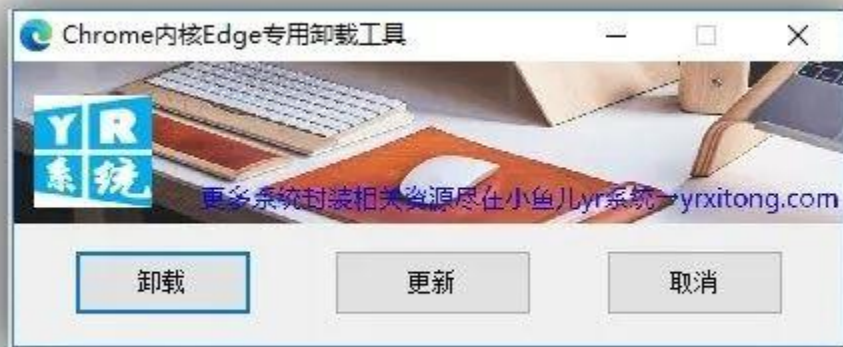 Chrome内核Edge专用卸载工具
YR
系统
更多系统封装相关资源尽在小鱼儿yr系统-yrxitong.com
卸载 更新 取消